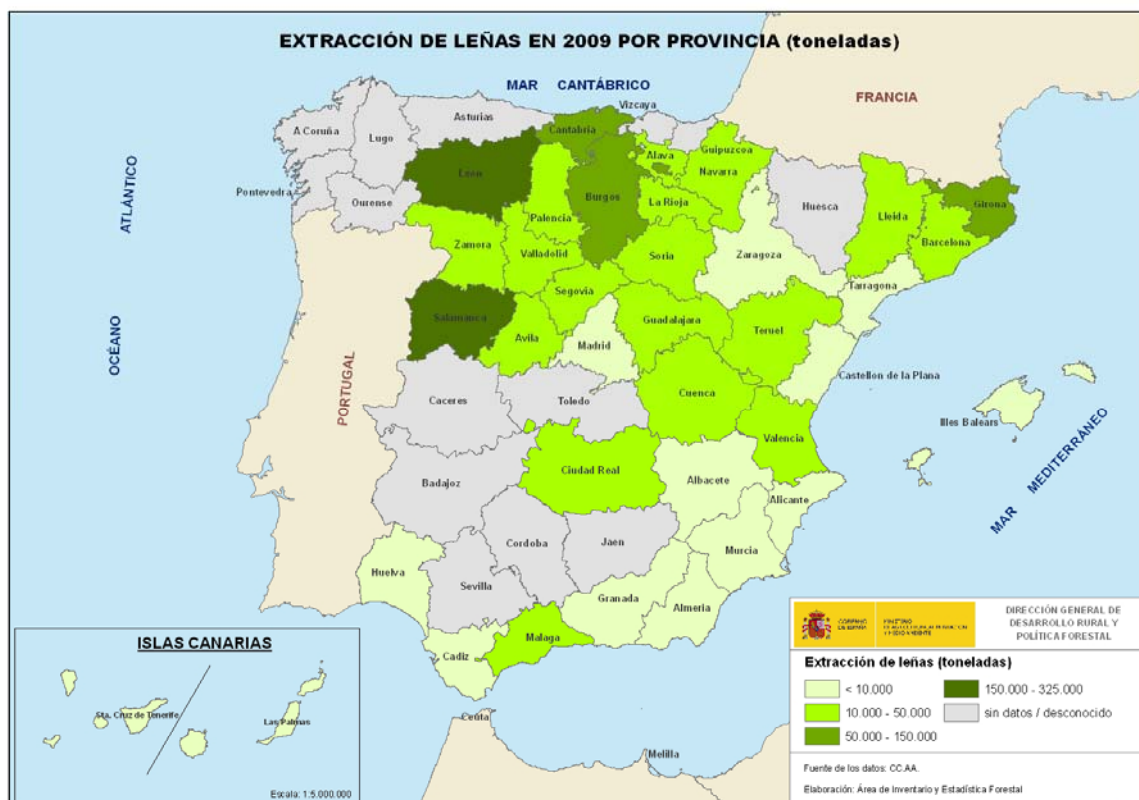 EXTRACCIÓN DE LEÑAS EN 2009 POR PROVINCIA (toneladas)
MAR CANTÁBRICO
FRANCIA
Vizcaya
Asturias
A Coruña
Lugo
Cantabria
Guipuzcoa
Alava
Navarra
León
Pontevedra
Ourense
Burgos
La Rioja
Huesca
Lleida
Girona
Palencia
Barcelona
ATLÁNTICO
OCÉANO
Zamora
Valladolid
Soria
Zaragoza
Tarragona
Segovia
Salamanca
Avila
Guadalajara
Teruel
Madrid
PORTUGAL
Castellon de la Plana
Caceres
Toledo
Cuenca
Illes Balears
Valencia
MAR MEDITERRÁNEO
Ciudad Real
Badajoz
Albacete
Alicante
Cordoba
Jaen
Murcia
Huelva
Sevilla
Granada
Almeria
Malaga
Cadiz
Ceuta
Melilla
ISLAS CANARIAS
Sta. Cruz de Tenerife
Las Palmas
Escala: 1:5.000.000
GOBIERNO
DE ESPAÑA
MINISTERIO
Y MEDIO AMBIENTE
DIRECCIÓN GENERAL DE
DESARROLLO RURAL Y
POLÍTICA FORESTAL
Extracción de leñas (toneladas)
< 10.000
10.000 - 50.000
50.000 - 150.000
150.000 - 325.000
sin datos / desconocido
Fuente de los datos: CC.AA.
Elaboración: Área de Inventario y Estadística Forestal